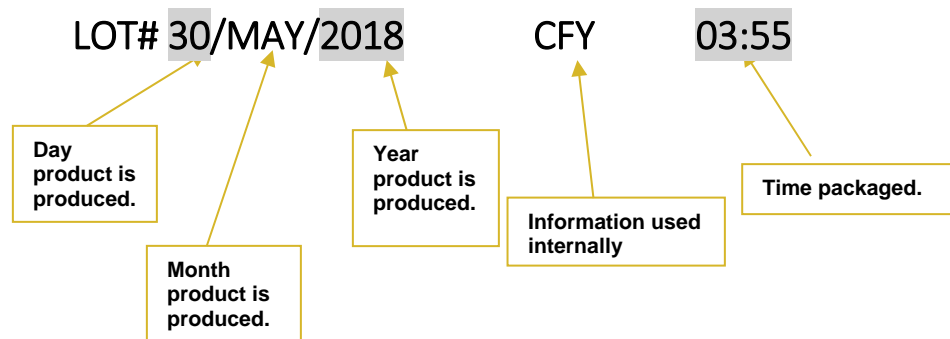 LOT# 30/MAY/2018 CFY 03:55
Day
product is
produced.
Month
product is
produced.
Year
product is
produced.
Information used
internally
Time packaged.